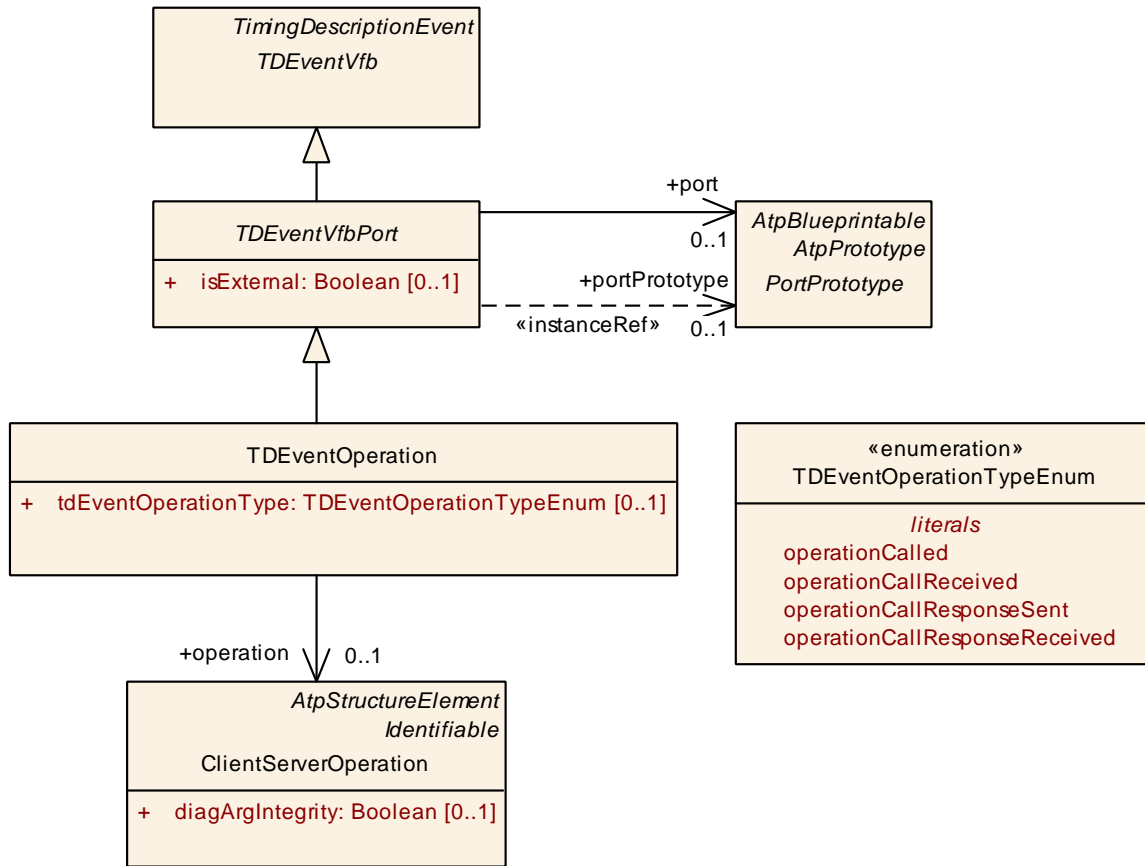 TimingDescriptionEvent
TDEventVfb
TDEventVfbPort
+ isExternal: Boolean [0..1]
+port
0..1
+portPrototype
«instanceRef»
0..1
AtpBlueprintable
AtpPrototype
PortPrototype
TDEventOperation
+ tdEventOperationType: TDEventOperationTypeEnum [0..1]
«enumeration»
TDEventOperationTypeEnum
literals
operationCalled
operationCallReceived
operationCallResponseSent
operationCallResponseReceived
+operation
0..1
AtpStructureElement
Identifiable
ClientServerOperation
+ diagArgIntegrity: Boolean [0..1]